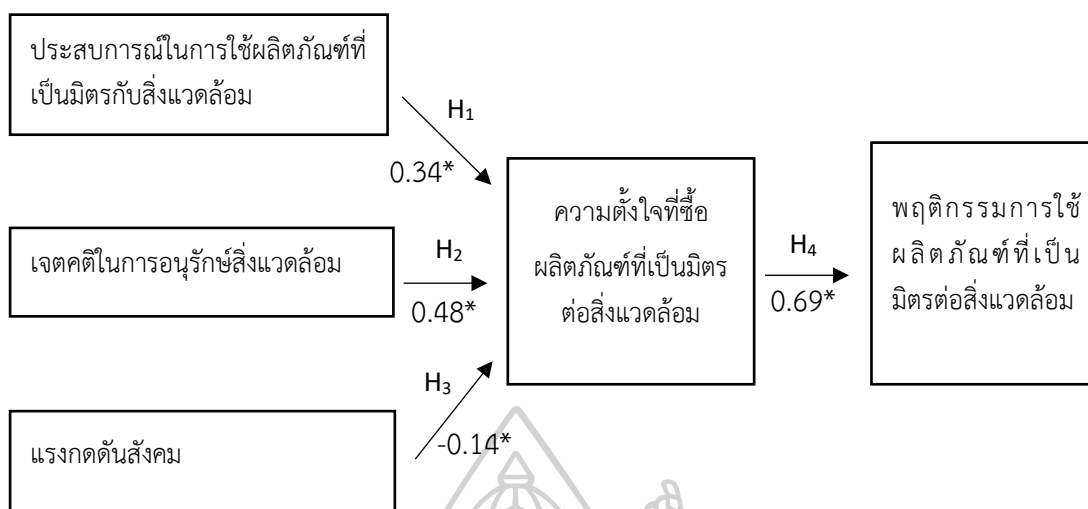 ประสบการณ์ในการใช้ผลิตภัณฑ์ที่
เป็นมิตรกับสิ่งแวดล้อม
H₁
0.34*
เจตคติในการอนุรักษ์สิ่งแวดล้อม
H₂
0.48*
แรงกดดันสังคม
H₃
-0.14*
ความตั้งใจที่ซื้อ
ผลิตภัณฑ์ที่เป็นมิตร
ต่อสิ่งแวดล้อม
H₄
0.69*
พฤติกรรมการใช้
ผลิตภัณฑ์ที่เป็น
มิตรต่อสิ่งแวดล้อม